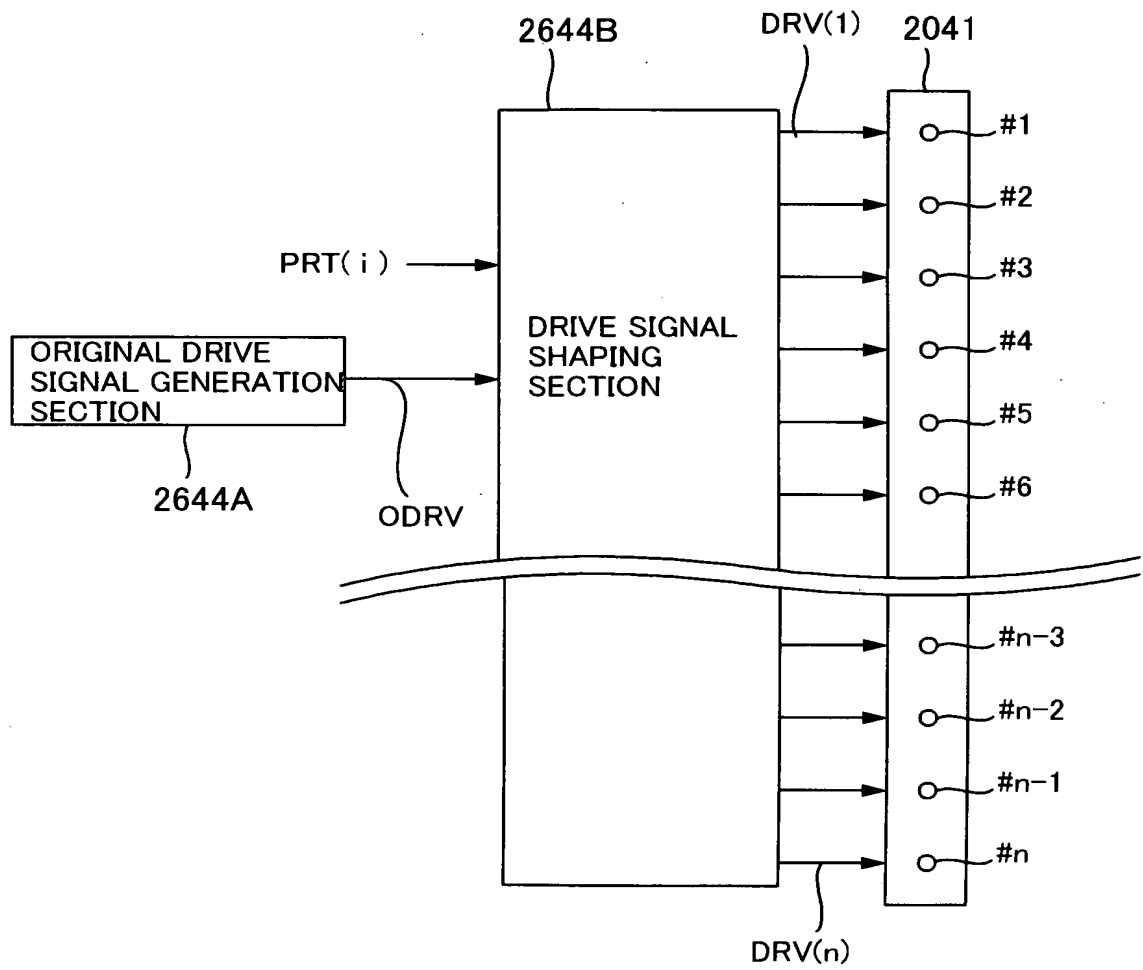 2644B
DRV(1)
2041
#1
#2
PRT(i)
#3
ORIGINAL DRIVE
SIGNAL GENERATION
SECTION
DRIVE SIGNAL
SHAPING
SECTION
#4
#5
2644A
ODRV
#6
#n-3
#n-2
#n-1
#n
DRV(n)